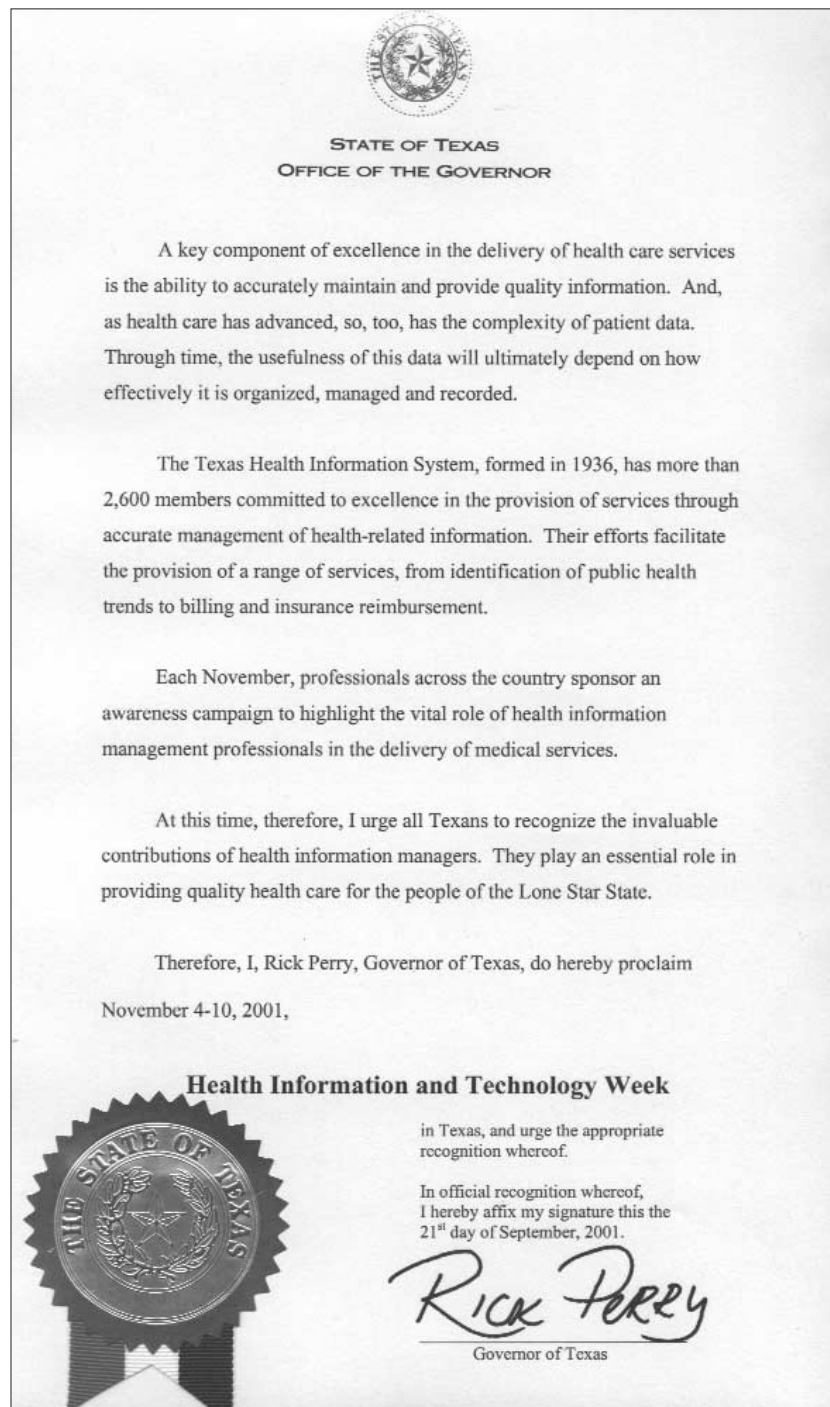 THE STATE OF TEXAS
STATE OF TEXAS
OFFICE OF THE GOVERNOR
A key component of excellence in the delivery of health care services
is the ability to accurately maintain and provide quality information. And,
as health care has advanced, so, too, has the complexity of patient data.
Through time, the usefulness of this data will ultimately depend on how
effectively it is organized, managed and recorded.
The Texas Health Information System, formed in 1936, has more than
2,600 members committed to excellence in the provision of services through
accurate management of health-related information. Their efforts facilitate
the provision of a range of services, from identification of public health
trends to billing and insurance reimbursement.
Each November, professionals across the country sponsor an
awareness campaign to highlight the vital role of health information
management professionals in the delivery of medical services.
At this time, therefore, I urge all Texans to recognize the invaluable
contributions of health information managers. They play an essential role in
providing quality health care for the people of the Lone Star State.
Therefore, I, Rick Perry, Governor of Texas, do hereby proclaim
November 4-10, 2001,
Health Information and Technology Week
in Texas, and urge the appropriate
recognition whereof.
In official recognition whereof,
I hereby affix my signature this the
21st day of September, 2001.
RICK PERRY
Governor of Texas
THE STATE OF TEXAS